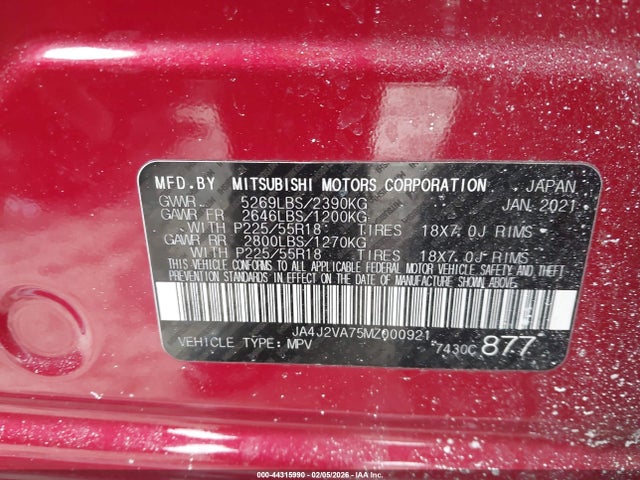 MFD.BY MITSUBISHI MOTORS CORPORATION JAPAN
GVWR 5269LBS/2390KG JAN. 2021
GAWR FR 2646LBS/1200KG
WITH P225/55R18 TIRES 18X7.0J RIMS
GAWR RR 2800LBS/1270KG
WITH P225/55R18 TIRES 18X7.0J RIMS
THIS VEHICLE CONFORMS TO ALL APPLICABLE FEDERAL MOTOR VEHICLE SAFETY AND THEFT
PREVENTION STANDARDS IN EFFECT ON THE DATE OF MANUFACTURE SHOWN ABOVE.
JA4J2VA75MZ000921
VEHICLE TYPE: MPV 7430C 877
000-44315990 - 02/05/2026 - © IAA Holdings, LLC